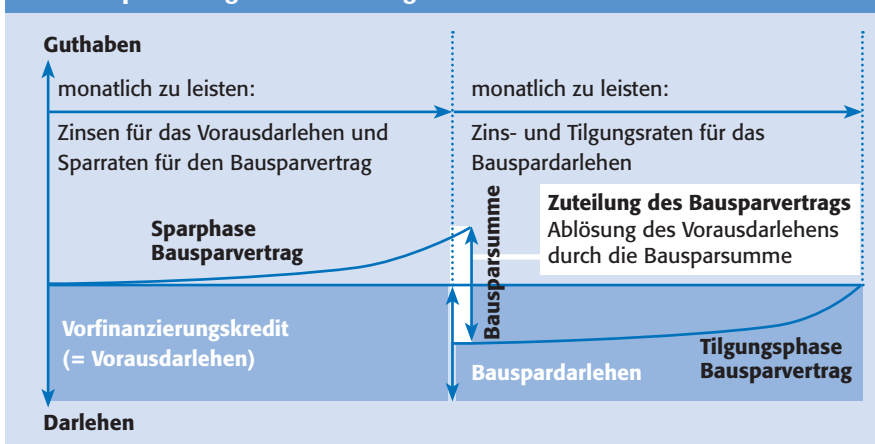 Guthaben
monatlich zu leisten:
Zinsen für das Vorausdarlehen und
Sparraten für den Bausparvertrag
monatlich zu leisten:
Zins- und Tilgungsraten für das
Bauspardarlehen
Sparphase
Bausparvertrag
Bausparsumme
Zuteilung des Bausparvertrags
Ablösung des Vorausdarlehens
durch die Bausparsumme
Vorfinanzierungskredit
(= Vorausdarlehen)
Bauspardarlehen
Tilgungsphase
Bausparvertrag
Darlehen